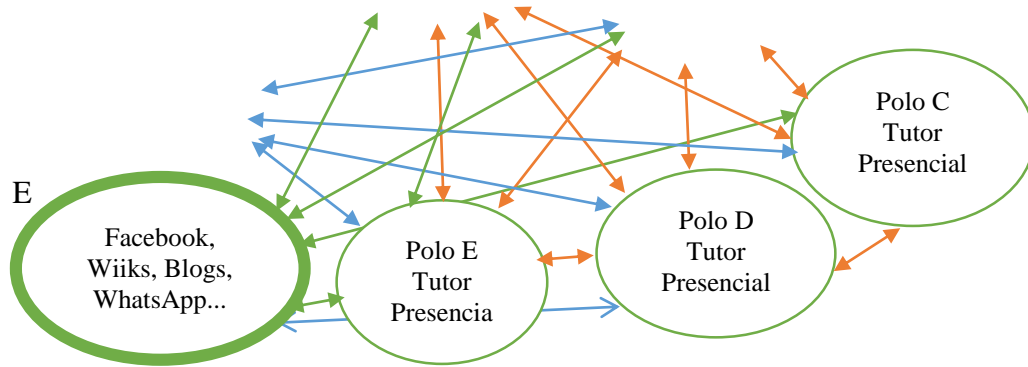 Polo C
Tutor
Presencial
E
Facebook,
Wiiks, Blogs,
WhatsApp...
Polo E
Tutor
Presencia
Polo D
Tutor
Presencial